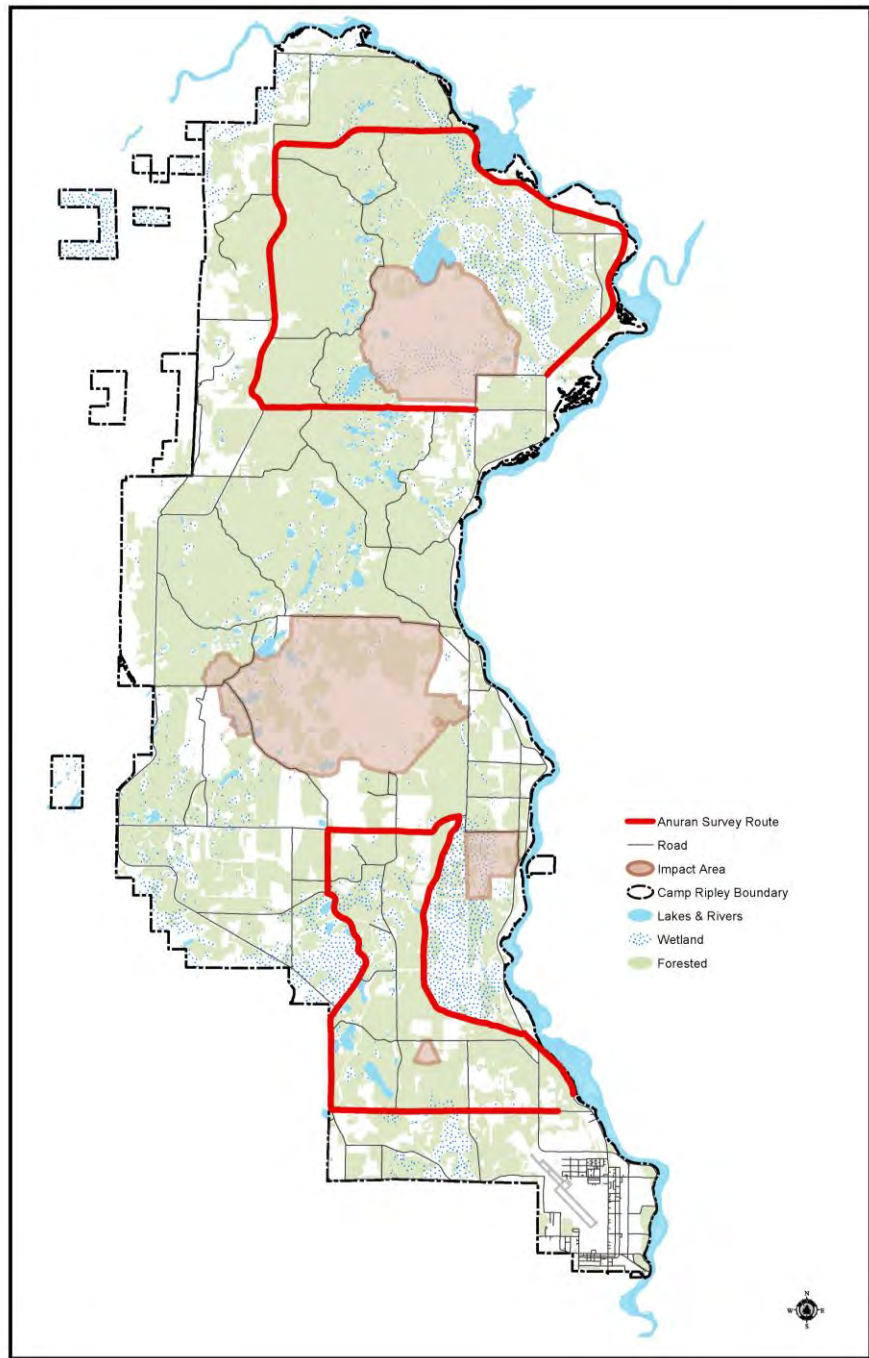 Anuran Survey Route
Road
Impact Area
Camp Ripley Boundary
Lakes & Rivers
Wetland
Forested
N
W E
S